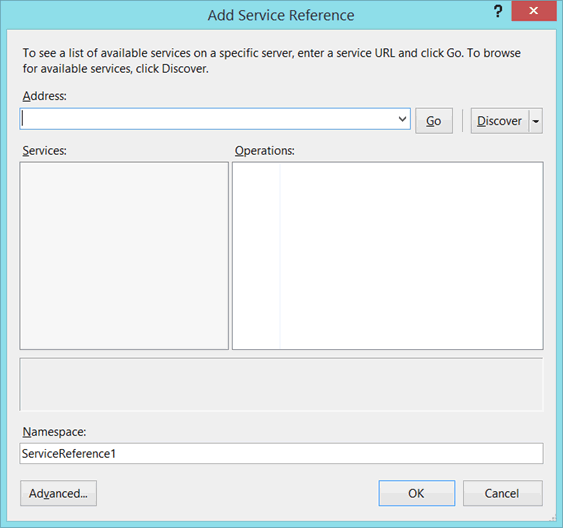 Add Service Reference
?
To see a list of available services on a specific server, enter a service URL and click Go. To browse
for available services, click Discover.
Address:
Go
Discover
Services:
Operations:
Namespace:
ServiceReference1
Advanced...
OK
Cancel